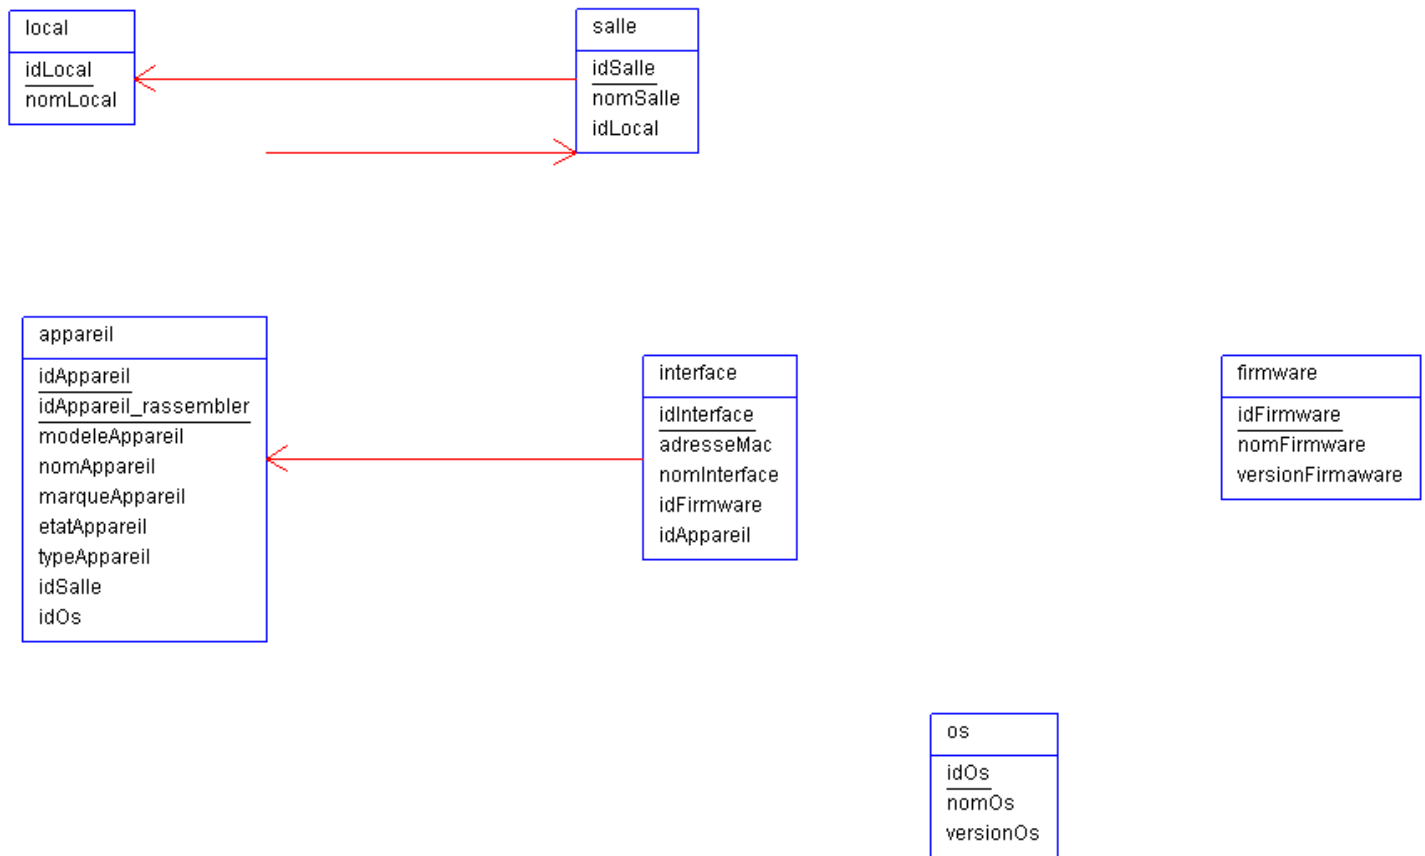 local
idLocal
nomLocal
salle
idSalle
nomSalle
idLocal
appareil
idAppareil
idAppareil_rassembler
modeleAppareil
nomAppareil
marqueAppareil
etatAppareil
typeAppareil
idSalle
idOs
interface
idInterface
adresseMac
nomInterface
idFirmware
idAppareil
firmware
idFirmware
nomFirmware
versionFirmaware
os
idOs
nomOs
versionOs